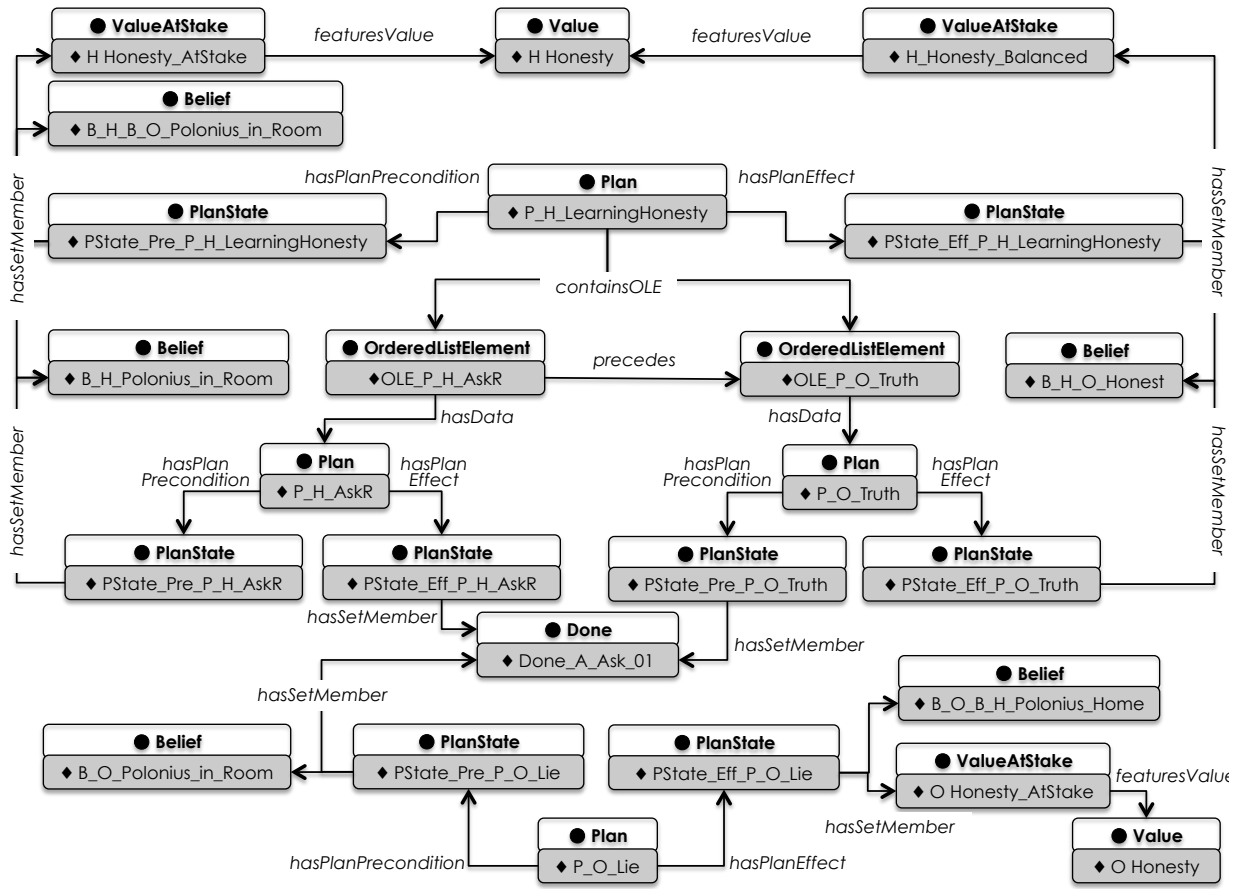 ● ValueAtStake
♦ H Honesty_AtStake
featuresValue
● Value
♦ H Honesty
featuresValue
● ValueAtStake
♦ H_Honesty_Balanced
● Belief
♦ B_H_B_O_Polonius_in_Room
hasSetMember
hasPlanPrecondition
● Plan
♦ P_H_LearningHonesty
hasPlanEffect
hasSetMember
● PlanState
♦ PState_Pre_P_H_LearningHonesty
● PlanState
♦ PState_Eff_P_H_LearningHonesty
containsOLE
● Belief
♦ B_H_Polonius_in_Room
● OrderedListElement
♦OLE_P_H_AskR
precedes
● OrderedListElement
♦OLE_P_O_Truth
● Belief
♦ B_H_O_Honest
hasData
hasData
hasSetMember
hasPlan
Precondition
● Plan
♦ P_H_AskR
hasPlan
Effect
hasPlan
Precondition
● Plan
♦ P_O_Truth
hasPlan
Effect
hasSetMember
● PlanState
♦ PState_Pre_P_H_AskR
● PlanState
♦ PState_Eff_P_H_AskR
● PlanState
♦ PState_Pre_P_O_Truth
● PlanState
♦ PState_Eff_P_O_Truth
hasSetMember
● Done
♦ Done_A_Ask_01
hasSetMember
hasSetMember
● Belief
♦ B_O_B_H_Polonius_Home
● Belief
♦ B_O_Polonius_in_Room
● PlanState
♦ PState_Pre_P_O_Lie
● PlanState
♦ PState_Eff_P_O_Lie
● ValueAtStake
♦ O Honesty_AtStake
featuresValue
hasSetMember
hasPlanPrecondition
● Plan
♦ P_O_Lie
hasPlanEffect
● Value
♦ O Honesty